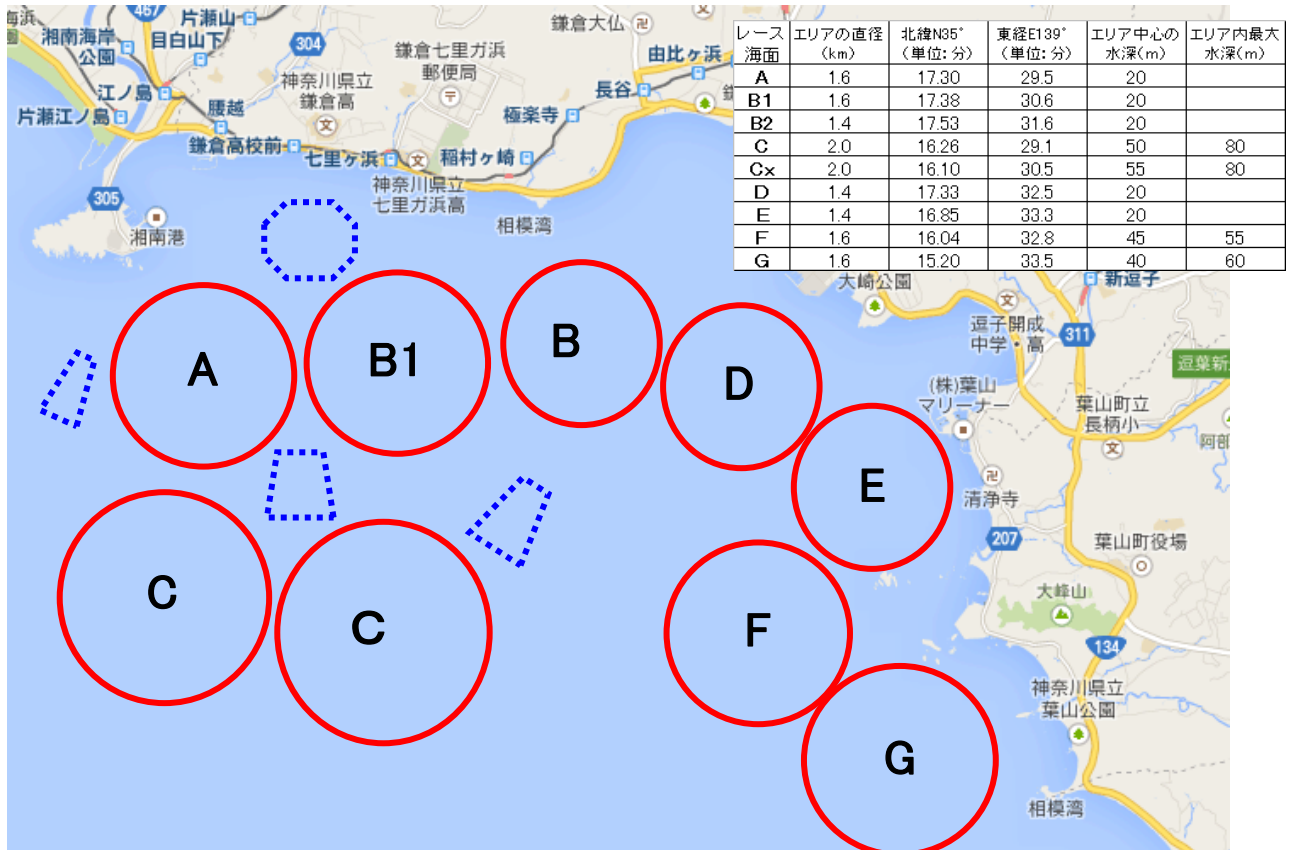 467
片瀬山
湘南海岸
公園
目白山下
304
鎌倉大仏
鎌倉七里ガ浜
郵便局
由比ヶ浜
江ノ島
神奈川県立
鎌倉高
長谷
片瀬江ノ島
腰越
極楽寺
鎌倉高校前
七里ヶ浜
稲村ヶ崎
神奈川県立
七里ガ浜高
305
湘南港
相模湾
レース
海面 エリアの直径
(km) 北緯N35°
(単位:分) 東経E139°
(単位:分) エリア中心の
水深(m) エリア内最大
水深(m)
A 1.6 17.30 29.5 20
B1 1.6 17.38 30.6 20
B2 1.4 17.53 31.6 20
C 2.0 16.26 29.1 50 80
Cx 2.0 16.10 30.5 55 80
D 1.4 17.33 32.5 20
E 1.4 16.85 33.3 20
F 1.6 16.04 32.8 45 55
G 1.6 15.20 33.5 40 60
大崎公園
新逗子
逗子開成
中学・高
311
逗葉新
(株)葉山
マリーナー
葉山町立
長柄小
阿部
清浄寺
207
葉山町役場
大峰山
134
神奈川県立
葉山公園
相模湾
A
B1
B
D
E
C
C
F
G